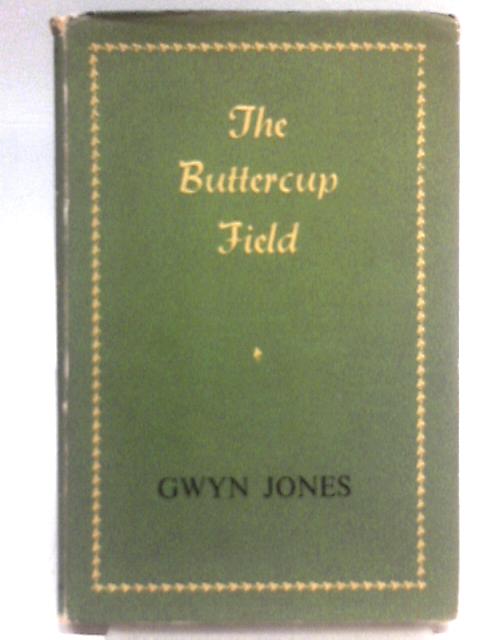 The
Buttercup
Field
GWYN JONES